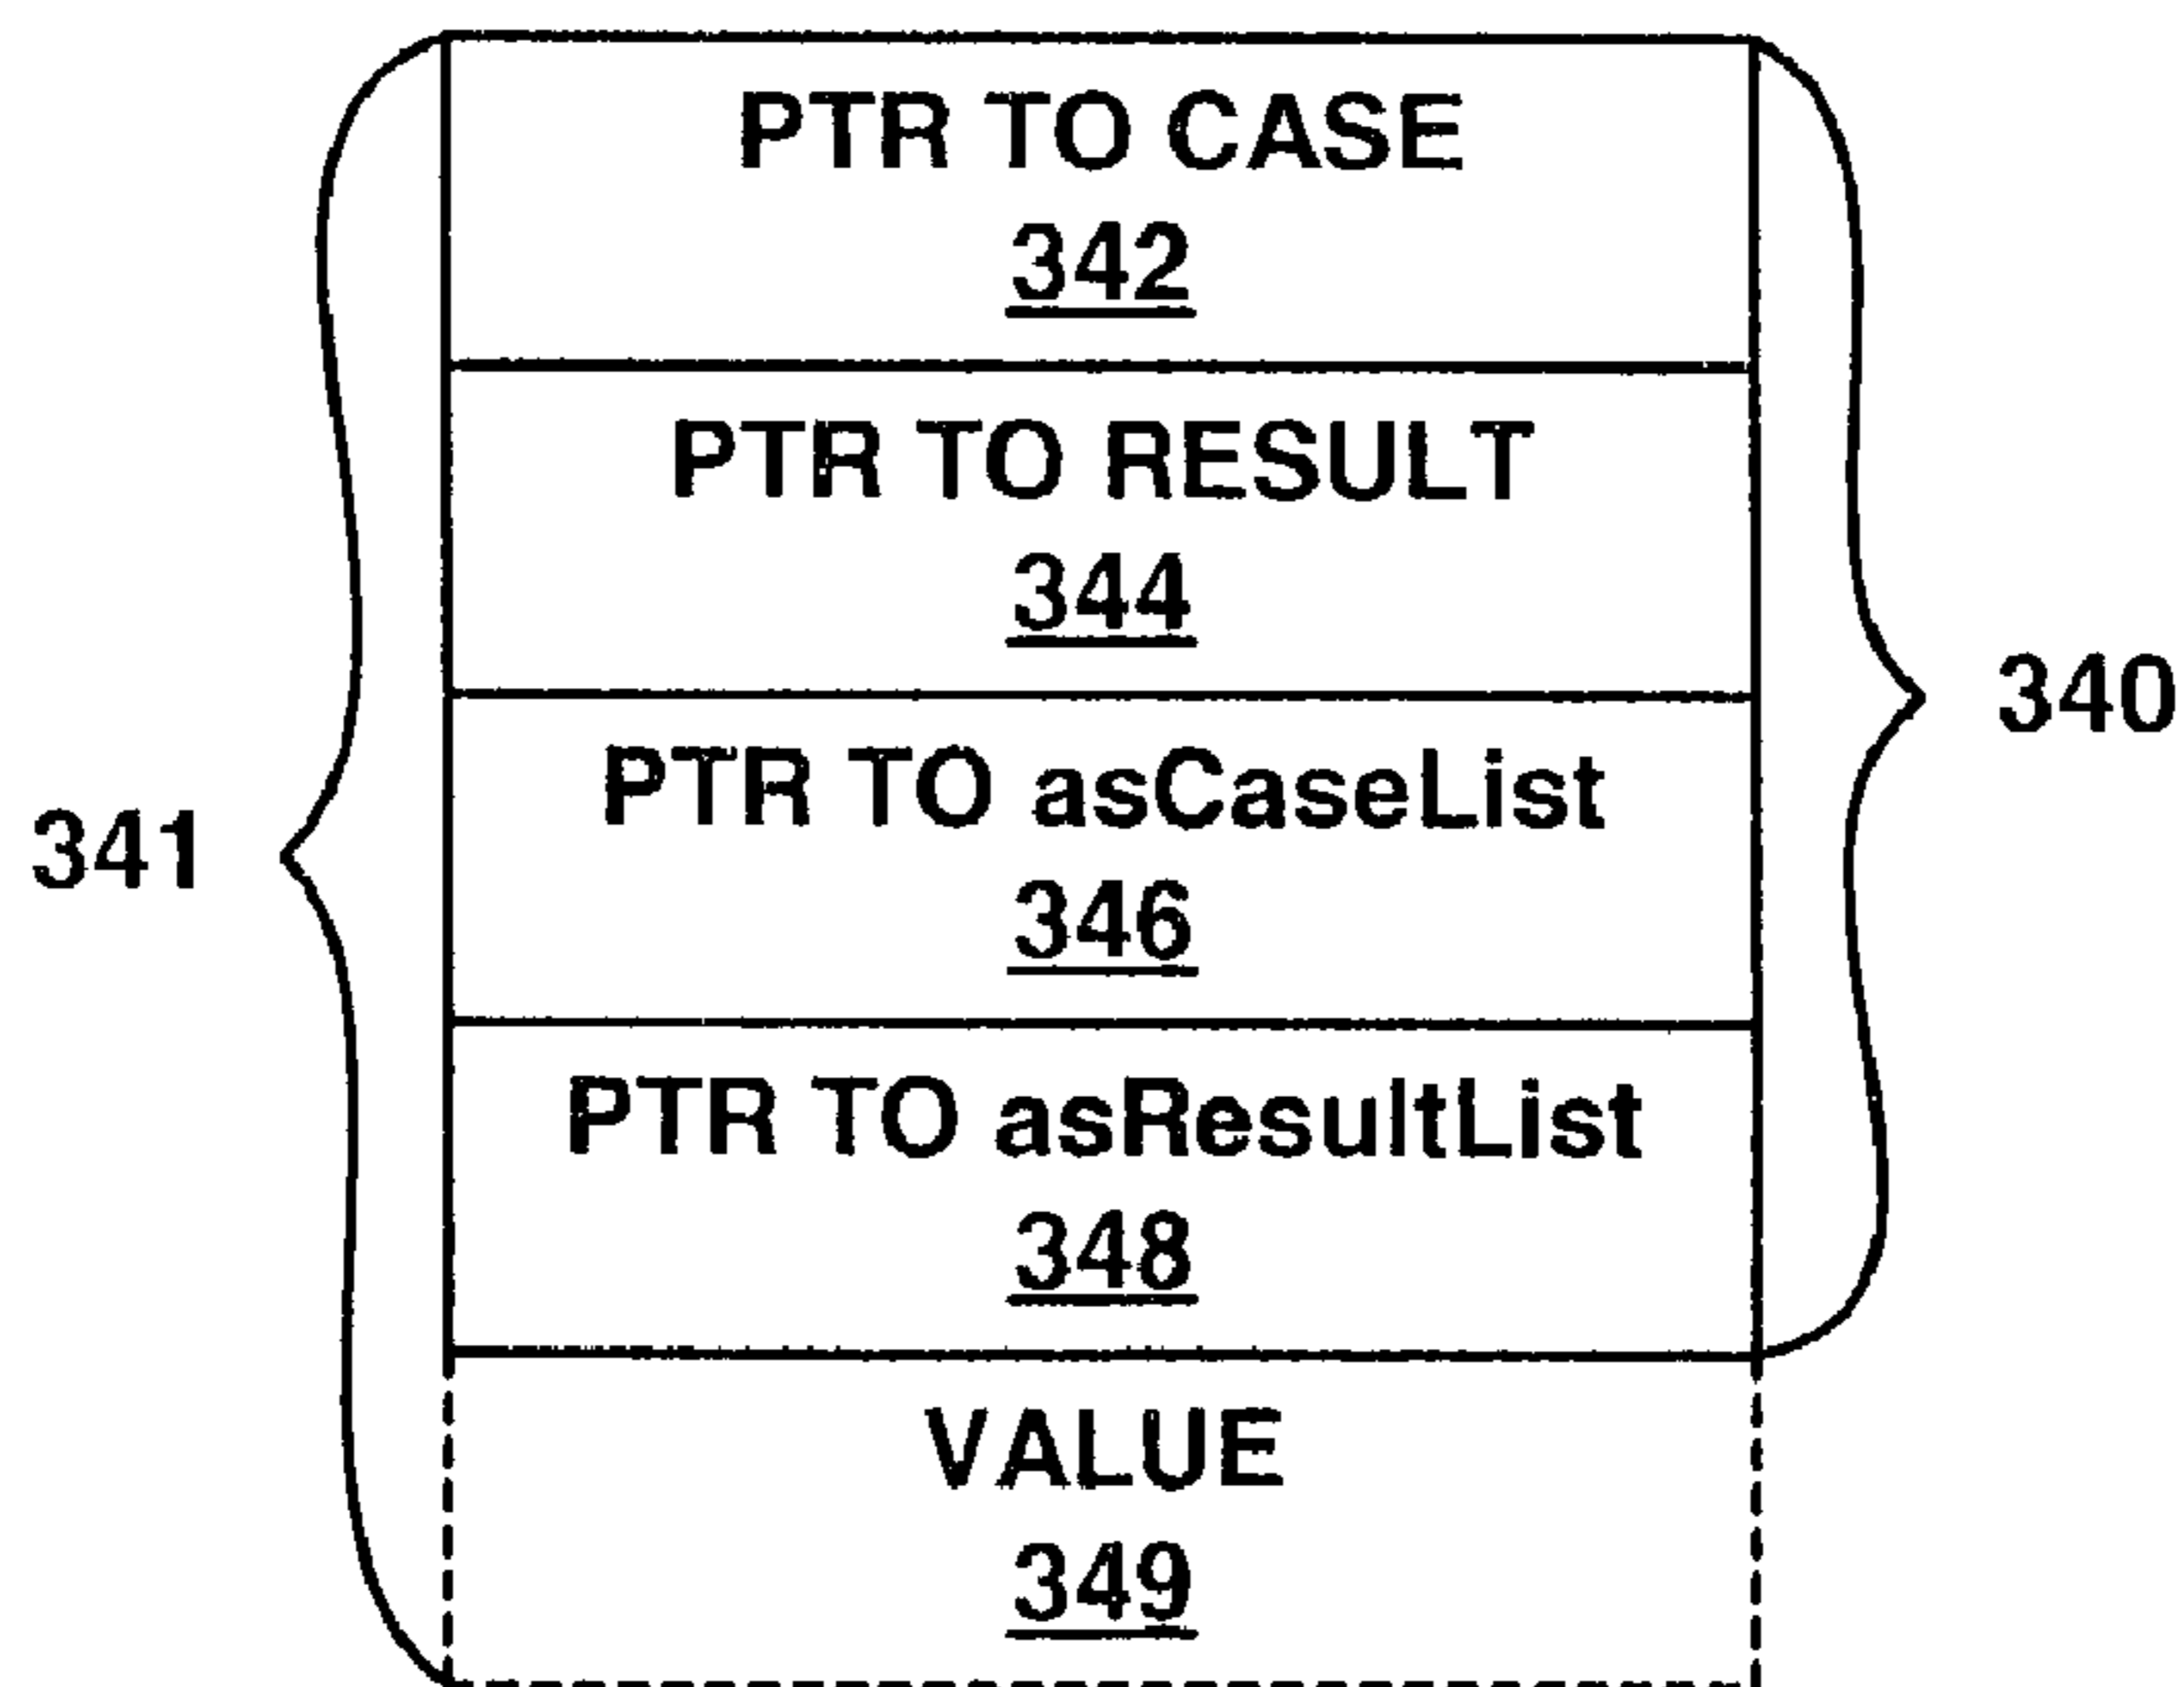 PTR TO CASE
342
PTR TO RESULT
344
340
PTR TO asCaseList
341
346
PTR TO asResultList
348
VALUE
349